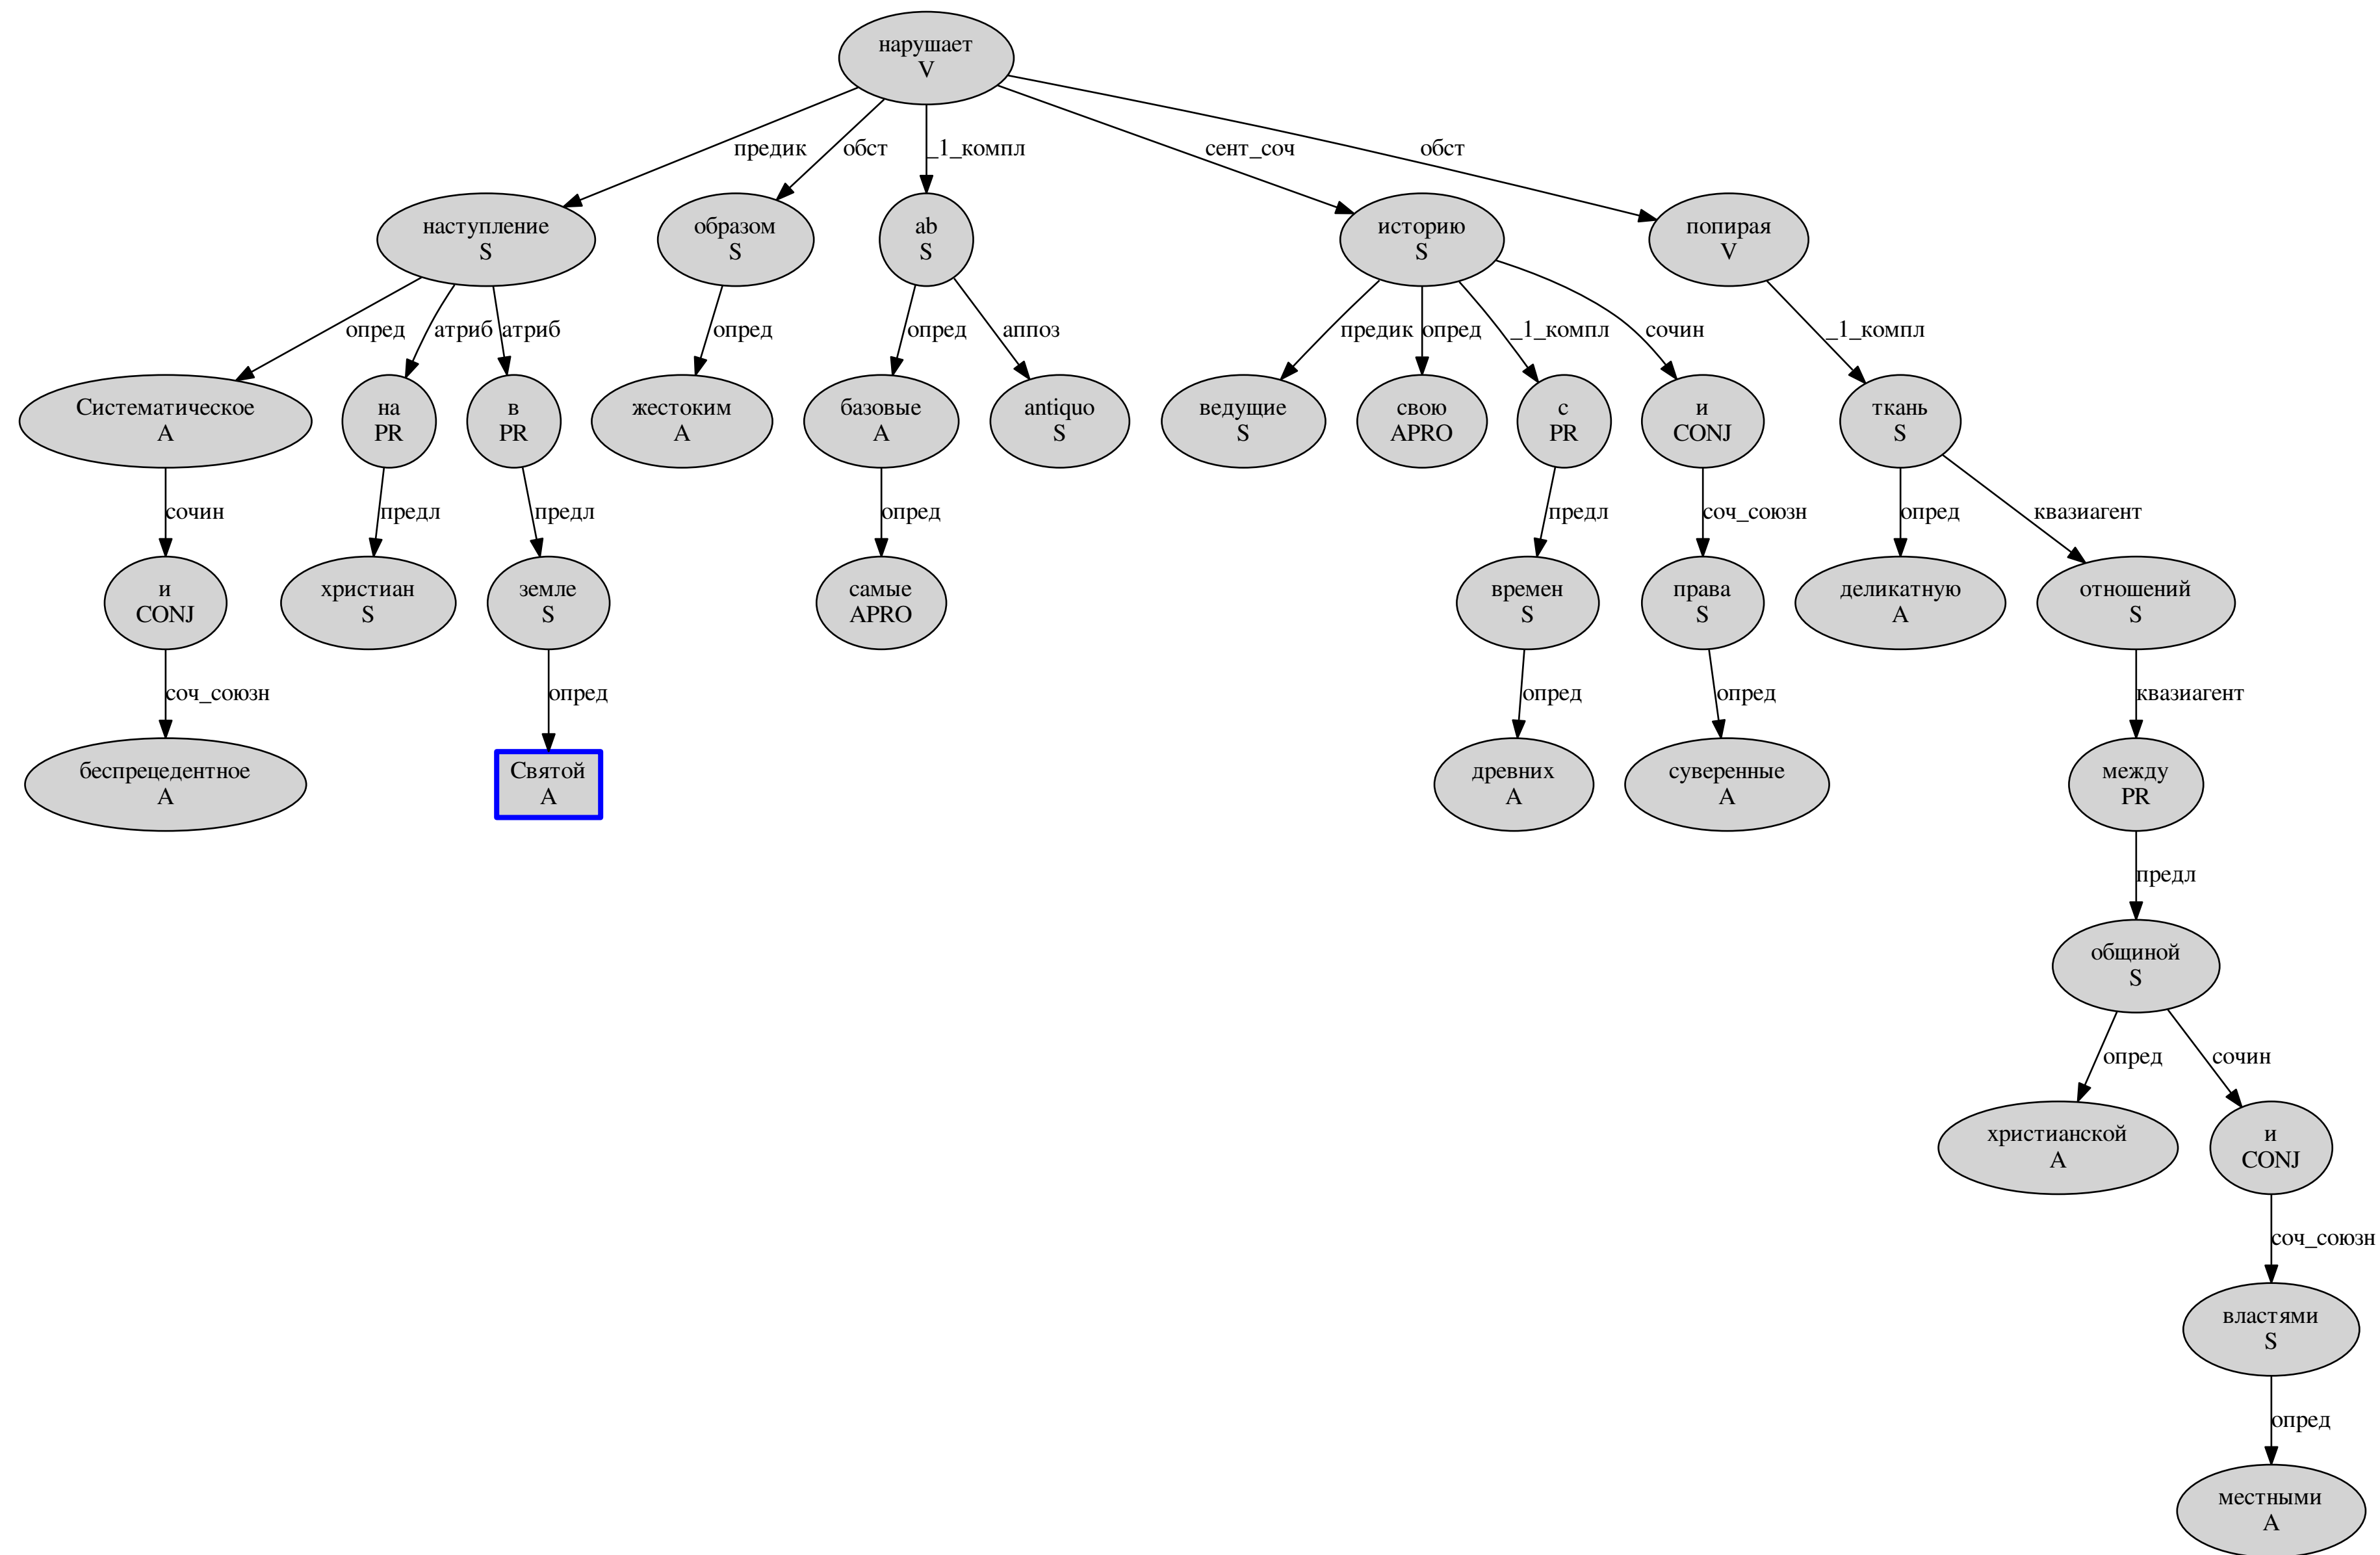 нарушает
V
предик
обст
_1_компл
сент_соч
обст
наступление
S
образом
S
ab
S
историю
S
попирая
V
опред
атриб
атриб
опред
опред
аппоз
предик
опред
_1_компл
сочин
_1_компл
Систематическое
A
на
PR
в
PR
жестоким
A
базовые
A
antiquo
S
ведущие
S
свою
APRO
с
PR
и
CONJ
ткань
S
сочин
предл
предл
опред
предл
соч_союзн
опред
квазиагент
и
CONJ
христиан
S
земле
S
самые
APRO
времен
S
права
S
деликатную
A
отношений
S
соч_союзн
опред
опред
опред
квазиагент
беспрецедентное
A
Святой
A
древних
A
суверенные
A
между
PR
предл
общиной
S
опред
сочин
христианской
A
и
CONJ
соч_союзн
властями
S
опред
местными
A